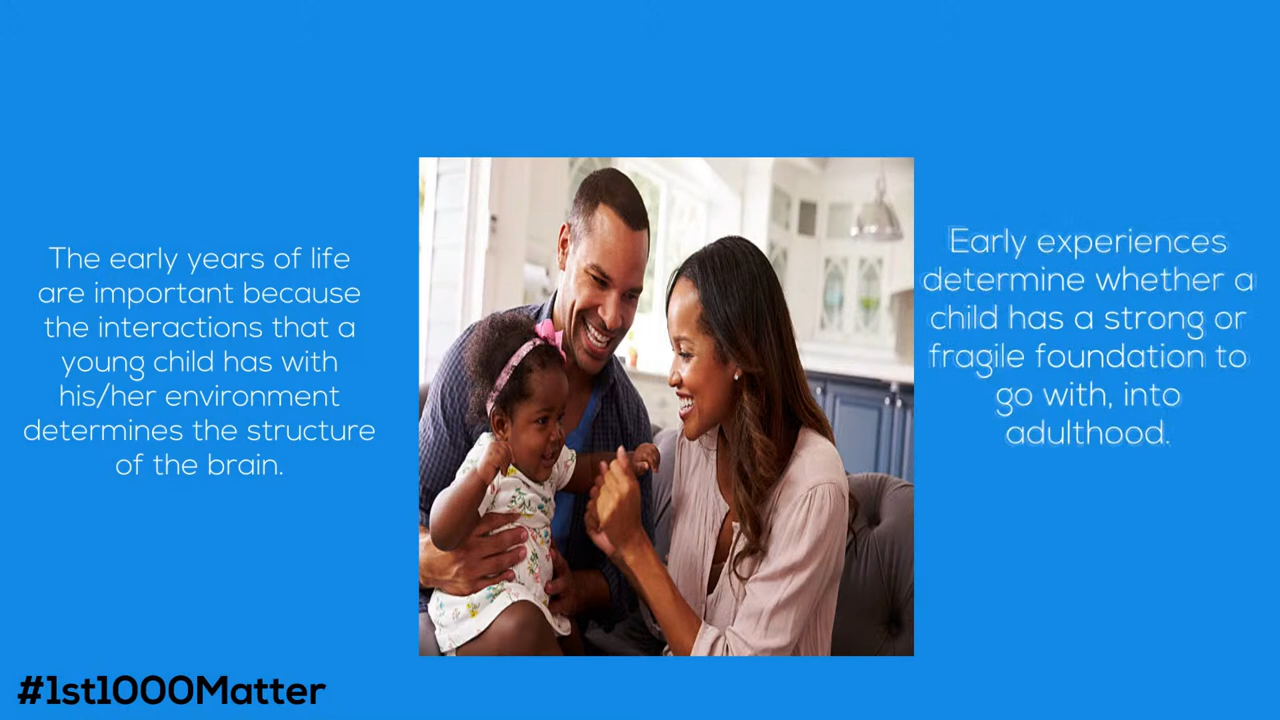 The early years of life
are important because
the interactions that a
young child has with
his/her environment
determines the structure
of the brain.
Early experiences
determine whether a
child has a strong or
fragile foundation to
go with, into
adulthood.
#1st1000Matter